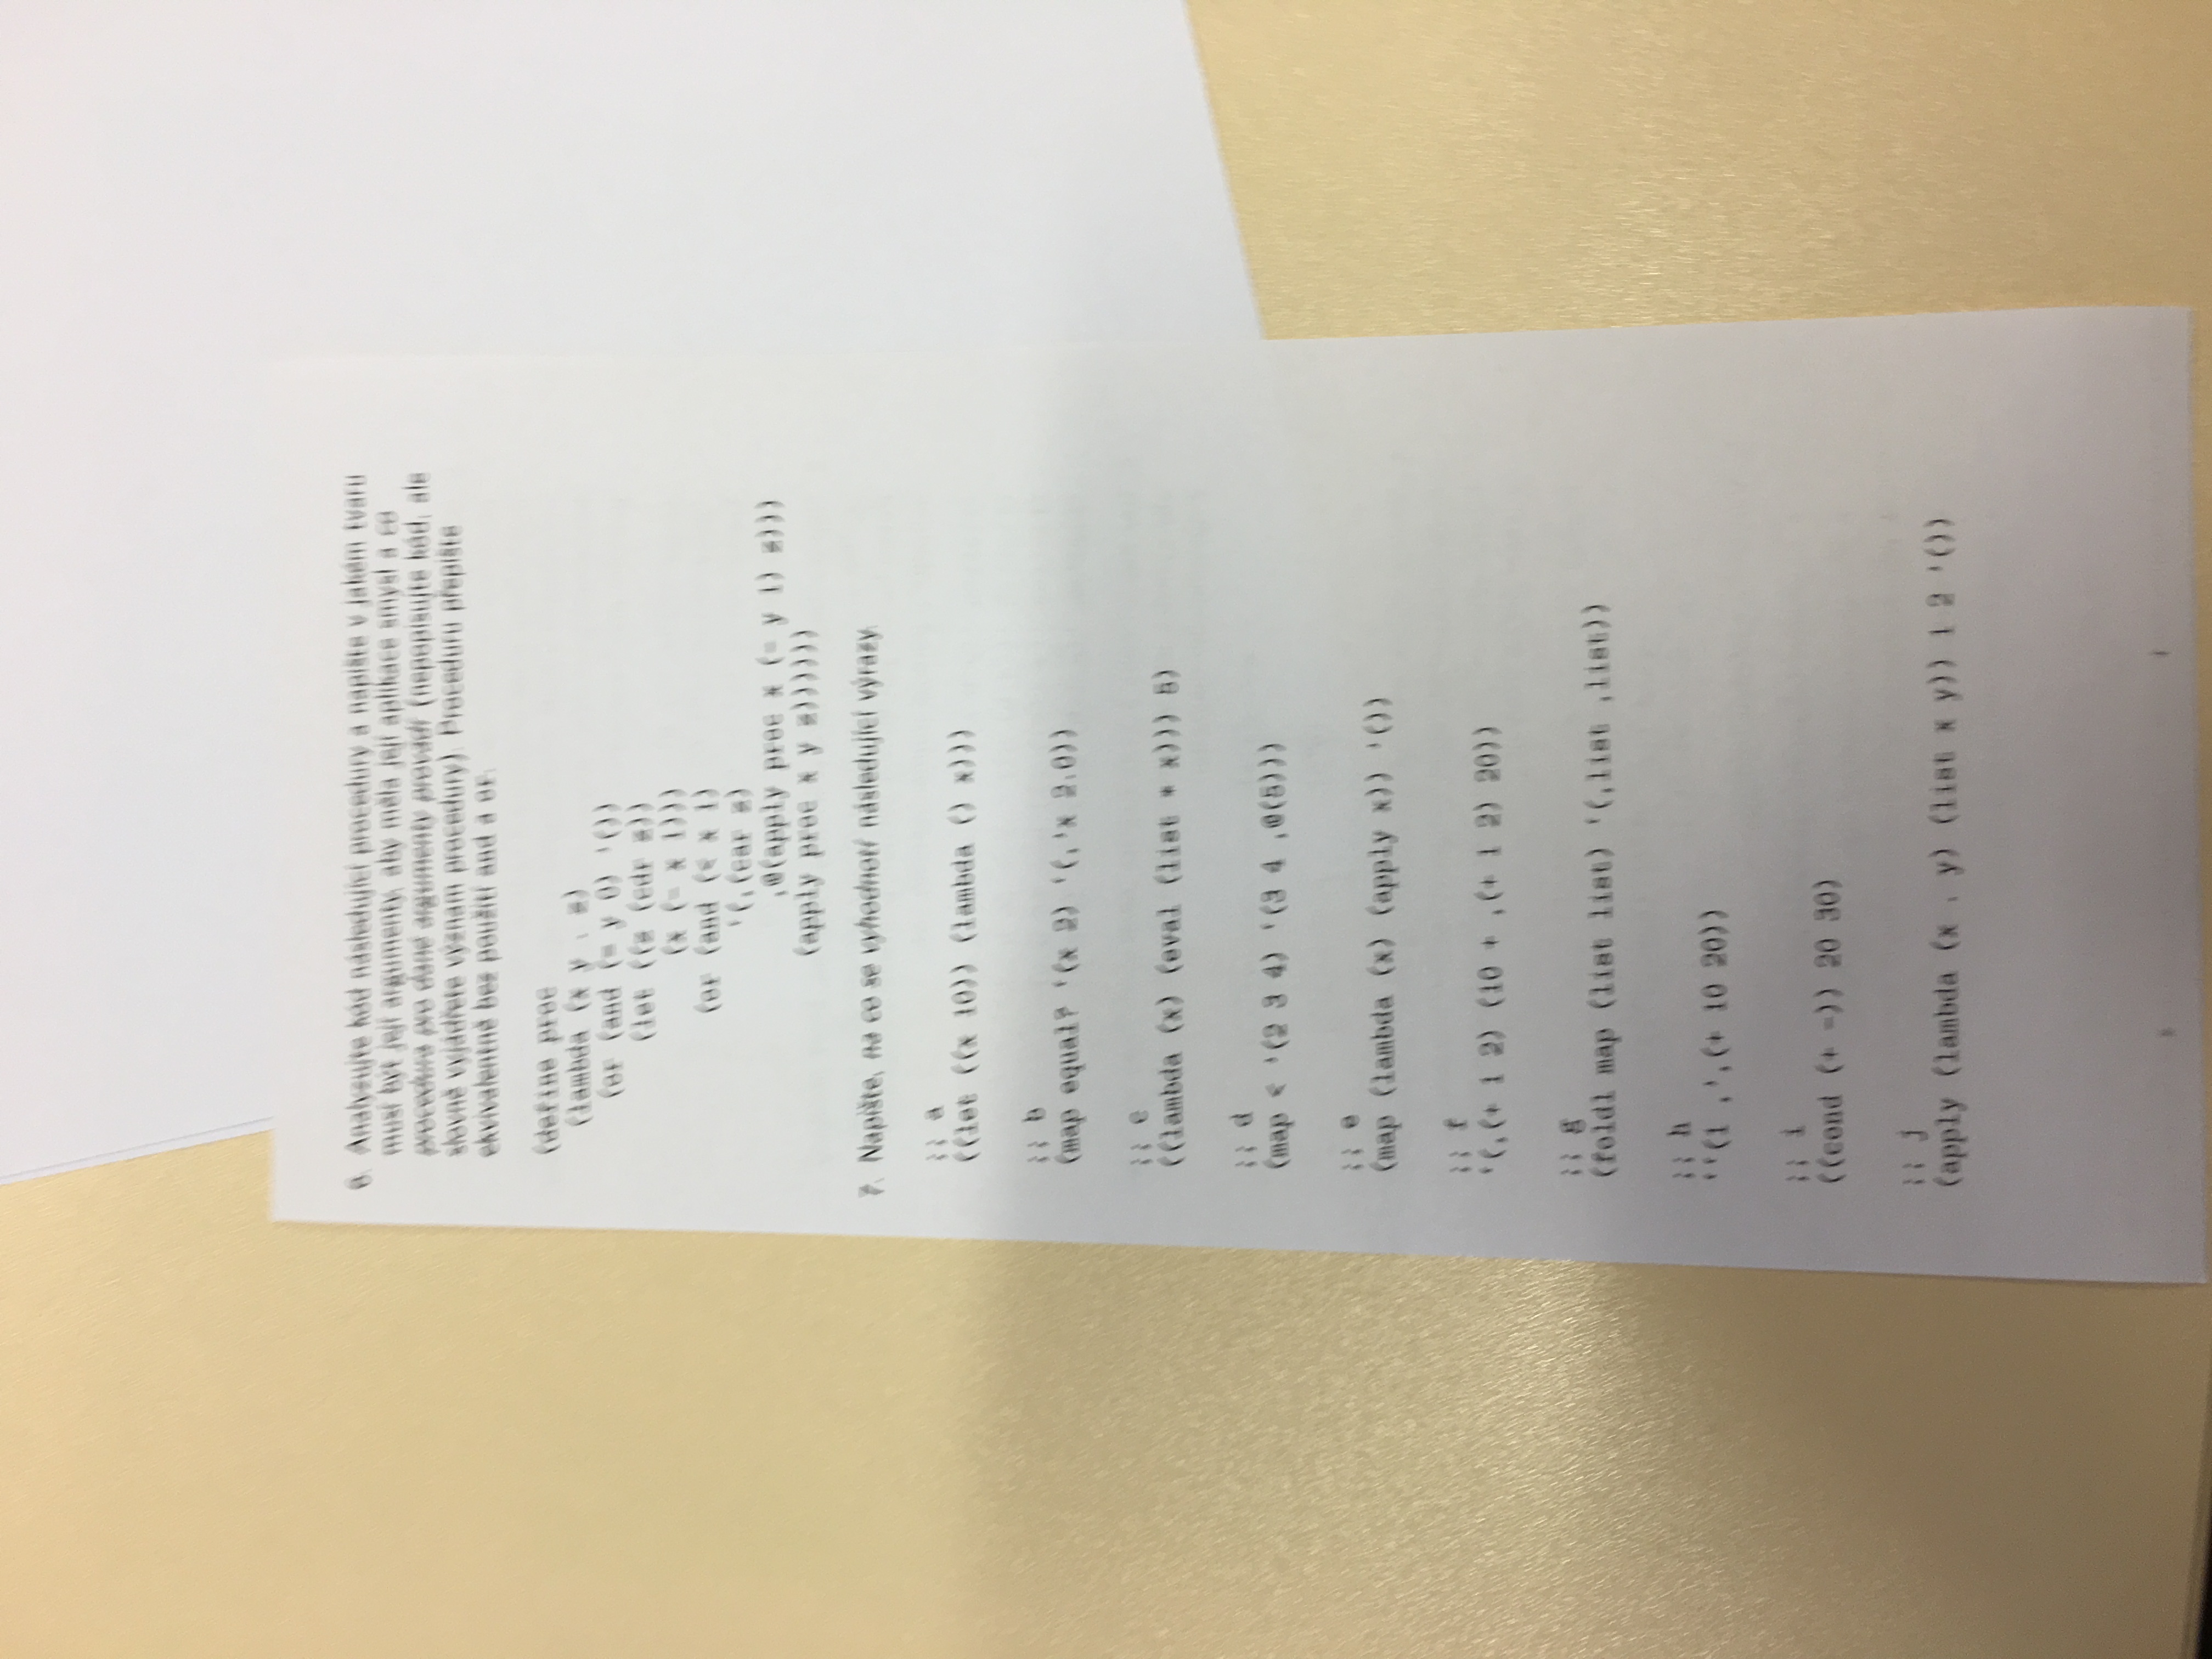 6. Analyzujte kód následující procedury a napište v jakém tvaru
musí být její argumenty, aby měla její aplikace smysl a co
procedura pro dané argumenty provádí (nepopisujte kód, ale
slovně vyjádřete význam procedury). Proceduru přepište
ekvivalentně bez použití and a or.
(define proc
(lambda (x y . z)
(or (and (= y 0) '())
(let ((z (cdr z))
(x (- x 1)))
(or (and (< x 1)
`(,(car z)
,@(apply proc x (- y 1) z)))
(apply proc x y z))))))
7. Napište, na co se vyhodnotí následující výrazy.
;; a
((let ((x 10)) (lambda () x)))
;; b
(map equal? '(x 2) `(,'x 2.0))
;; c
((lambda (x) (eval (list * x))) 5)
;; d
(map < '(2 3 4) `(3 4 ,@(5)))
;; e
(map (lambda (x) (apply x)) '())
;; f
`(,(+ 1 2) (10 + ,(+ 1 2) 20))
;; g
(foldl map (list list) `(,list ,list))
;; h
``(1 ,',(+ 10 20))
;; i
((cond (+ -)) 20 30)
;; j
(apply (lambda (x . y) (list x y)) 1 2 '())